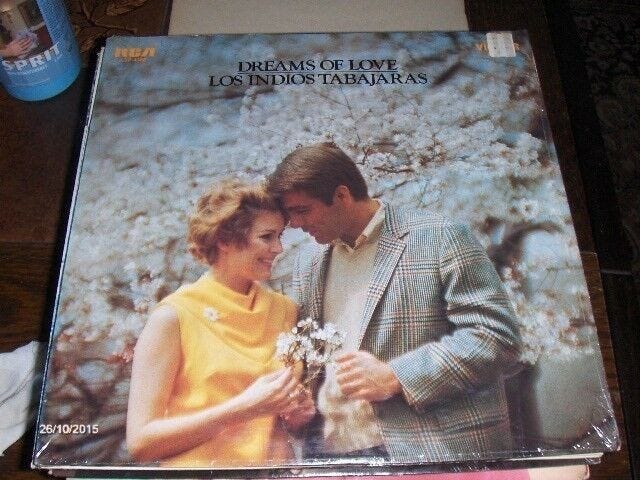 RCA
DREAMS OF LOVE
LOS INDIOS TABAJARAS
SPRIT
26/10/2015